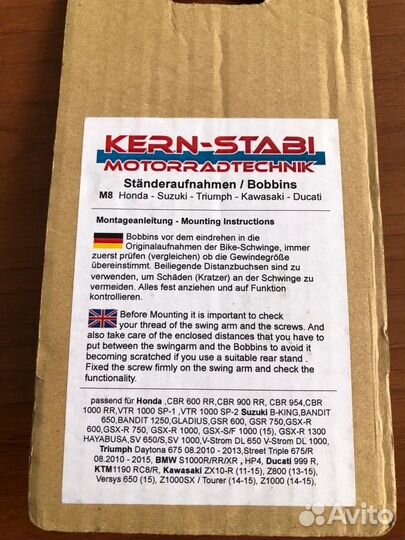 KERN-STABI
MOTORRADTECHNIK
Ständeraufnahmen / Bobbins
M8 Honda - Suzuki - Triumph - Kawasaki - Ducati
Montageanleitung - Mounting Instructions
Bobbins vor dem eindrehen in die
Originalaufnahmen der Bike-Schwinge, immer
zuerst prüfen (vergleichen) ob die Gewindegröße
übereinstimmt. Beiliegende Distanzbuchsen sind zu
verwenden, um Schäden (Kratzer) an der Schwinge zu
vermeiden. Alles fest anziehen und auf Funktion
kontrollieren.
Before Mounting it is important to check
your thread of the swing arm and the screws. And
also take care of the enclosed distances that you have to
put between the swingarm and the Bobbins to avoid it
becoming scratched if you use a suitable rear stand .
Fixed the screw firmly on the swing arm and check the
functionality.
passend für Honda ,CBR 600 RR,CBR 900 RR, CBR 954,CBR
1000 RR,VTR 1000 SP-1 ,VTR 1000 SP-2 Suzuki B-KING,BANDIT
650,BANDIT 1250,GLADIUS,GSR 600, GSR 750,GSX-R
600,GSX-R 750, GSX-R 1000, GSX-S/F 1000 (15), GSX-R 1300
HAYABUSA,SV 650/S,SV 1000,V-Strom DL 650 V-Strom DL 1000,
Triumph Daytona 675 08.2010 - 2013,Street Triple 675/R
08.2010 - 2015, BMW S1000R/RR/XR , HP4, Ducati 999 R,
KTM1190 RC8/R, Kawasaki ZX10-R (11-15), Z800 (13-15),
Versys 650 (15), Z1000SX / Tourer (14-15), Z1000 (14-15),
Avito